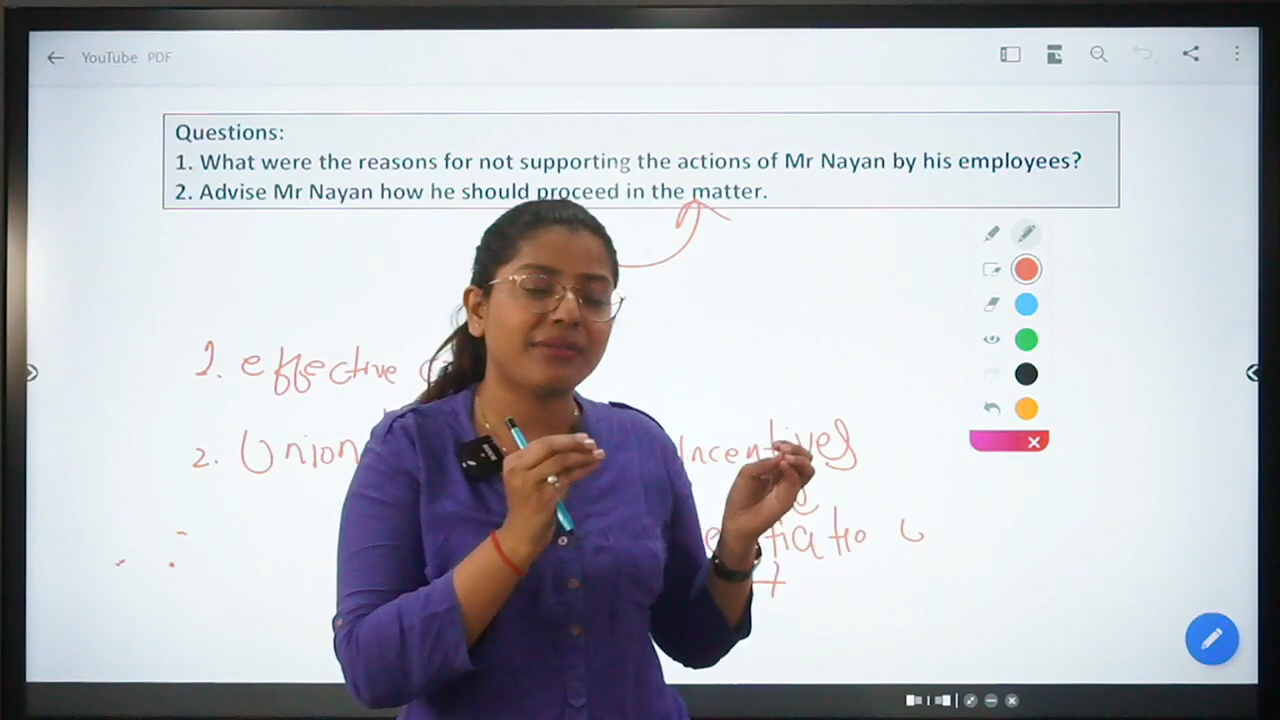 YouTube PDF
Questions:
1. What were the reasons for not supporting the actions of Mr Nayan by his employees?
2. Advise Mr Nayan how he should proceed in the matter.
1. effective
2. Union Incentives